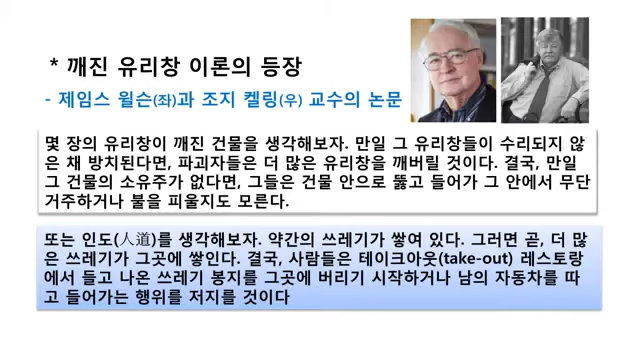 * 깨진 유리창 이론의 등장
- 제임스 윌슨(좌)과 조지 켈링(우) 교수의 논문
몇 장의 유리창이 깨진 건물을 생각해보자. 만일 그 유리창들이 수리되지 않
은 채 방치된다면, 파괴자들은 더 많은 유리창을 깨버릴 것이다. 결국, 만일
그 건물의 소유주가 없다면, 그들은 건물 안으로 뚫고 들어가 그 안에서 무단
거주하거나 불을 피울지도 모른다.
또는 인도(人道)를 생각해보자. 약간의 쓰레기가 쌓여 있다. 그러면 곧, 더 많
은 쓰레기가 그곳에 쌓인다. 결국, 사람들은 테이크아웃(take-out) 레스토랑
에서 들고 나온 쓰레기 봉지를 그곳에 버리기 시작하거나 남의 자동차를 따
고 들어가는 행위를 저지를 것이다